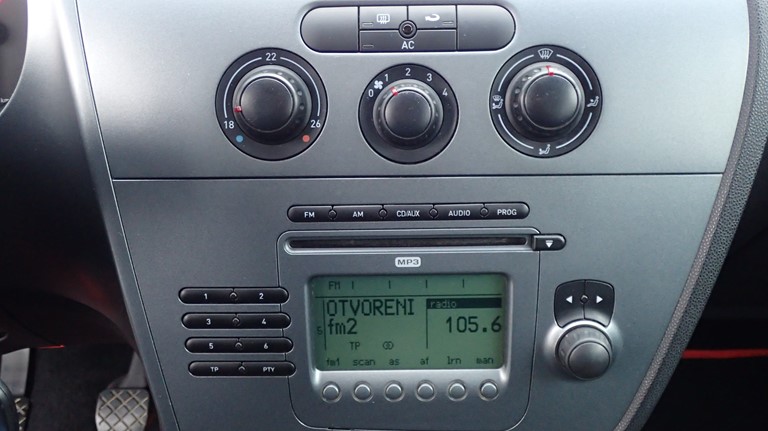 AC
22
18 26
0 1 2 3 4
FM AM CD/AUX AUDIO PROG
MP3
1 2
3 4
5 6
TP PTY
FM
OTVORENI radio
fm2 105.6
TP
fm1 scan as af lrn man